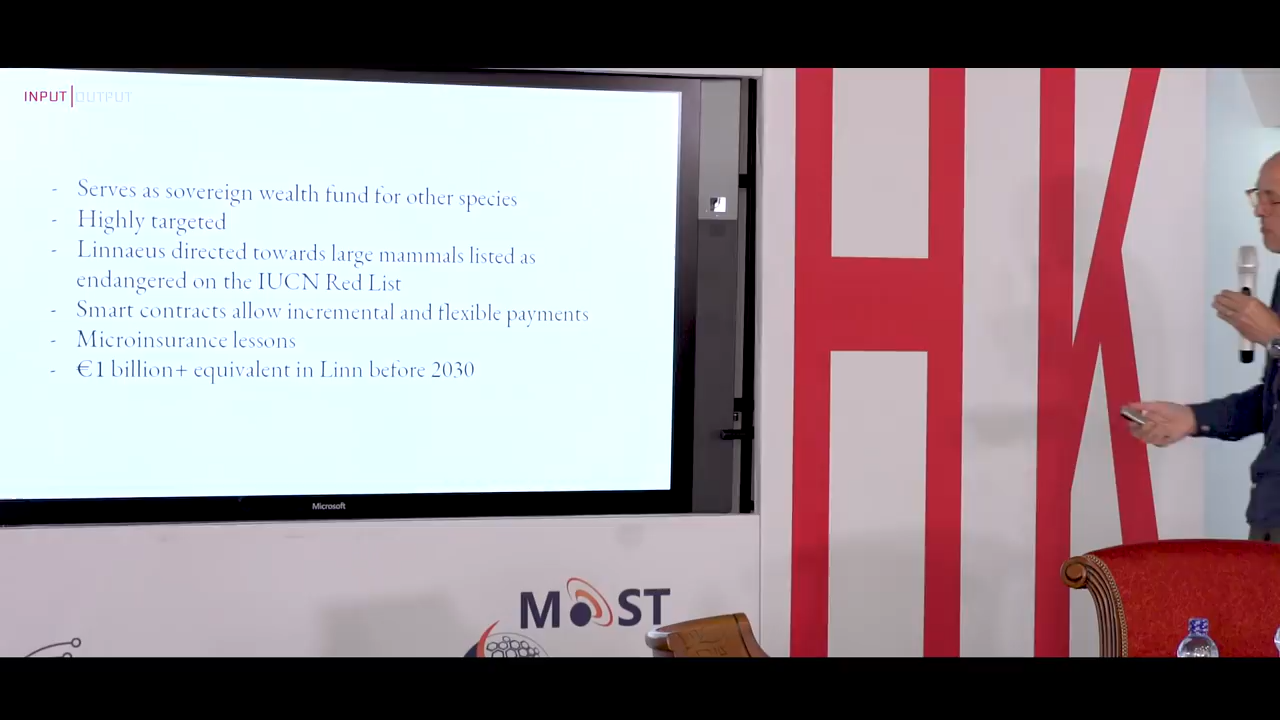 INPUT|OUTPUT
- Serves as sovereign wealth fund for other species
- Highly targeted
- Linnaeus directed towards large mammals listed as
endangered on the IUCN Red List
- Smart contracts allow incremental and flexible payments
- Microinsurance lessons
- €1 billion+ equivalent in Linn before 2030
Microsoft
MOST